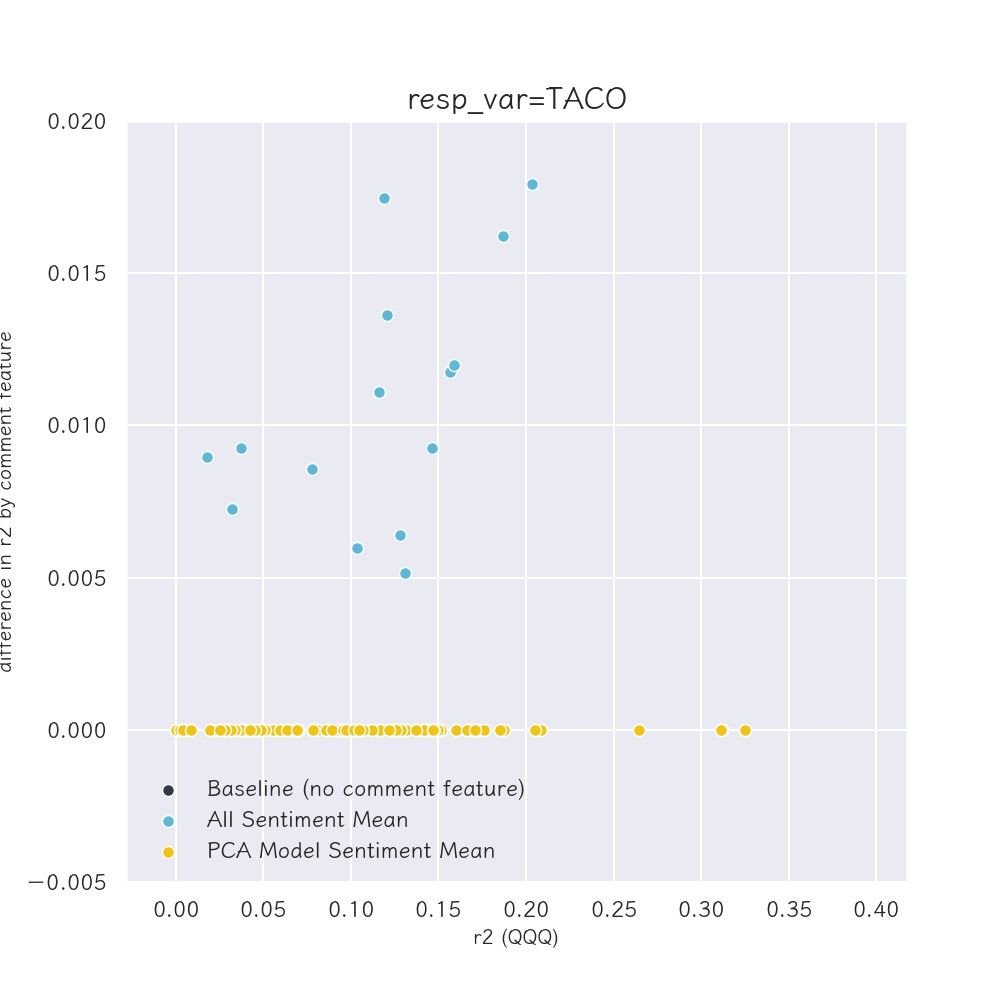 resp_var=TACO
0.020
0.015
0.010
0.005
0.000
−0.005
difference in r2 by comment feature
Baseline (no comment feature)
All Sentiment Mean
PCA Model Sentiment Mean
0.00 0.05 0.10 0.15 0.20 0.25 0.30 0.35 0.40
r2 (QQQ)